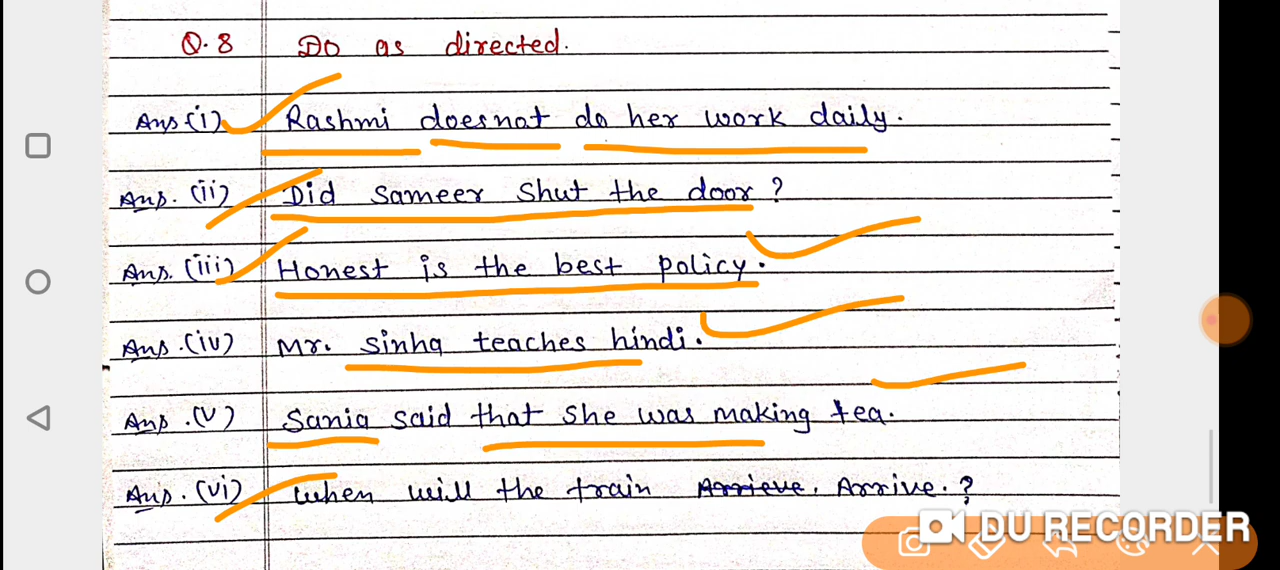 Q.8 Do as directed.
Ans (i) Rashmi doesnot do her work daily.
Ans. (ii) Did Sameer Shut the door ?
Ans. (iii) Honest is the best policy.
Ans. (iv) Mr. Sinha teaches hindi.
Ans. (v) Sania said that she was making tea.
Ans. (vi) When will the train Arrieve. Arrive. ?
DU RECORDER